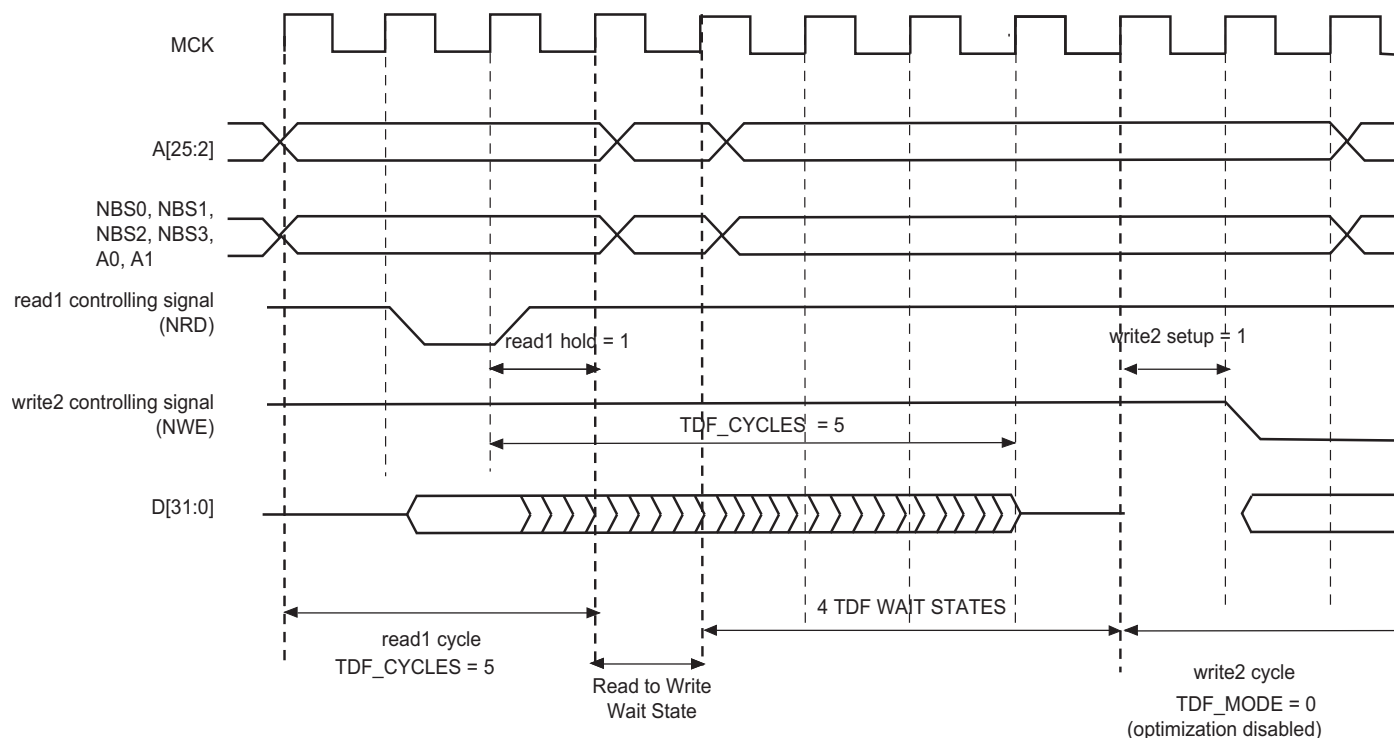 MCK
A[25:2]
NBS0, NBS1,
NBS2, NBS3,
A0, A1
read1 controlling signal
(NRD)
read1 hold = 1
write2 setup = 1
write2 controlling signal
(NWE)
TDF_CYCLES = 5
D[31:0]
4 TDF WAIT STATES
read1 cycle
TDF_CYCLES = 5
Read to Write
Wait State
write2 cycle
TDF_MODE = 0
(optimization disabled)